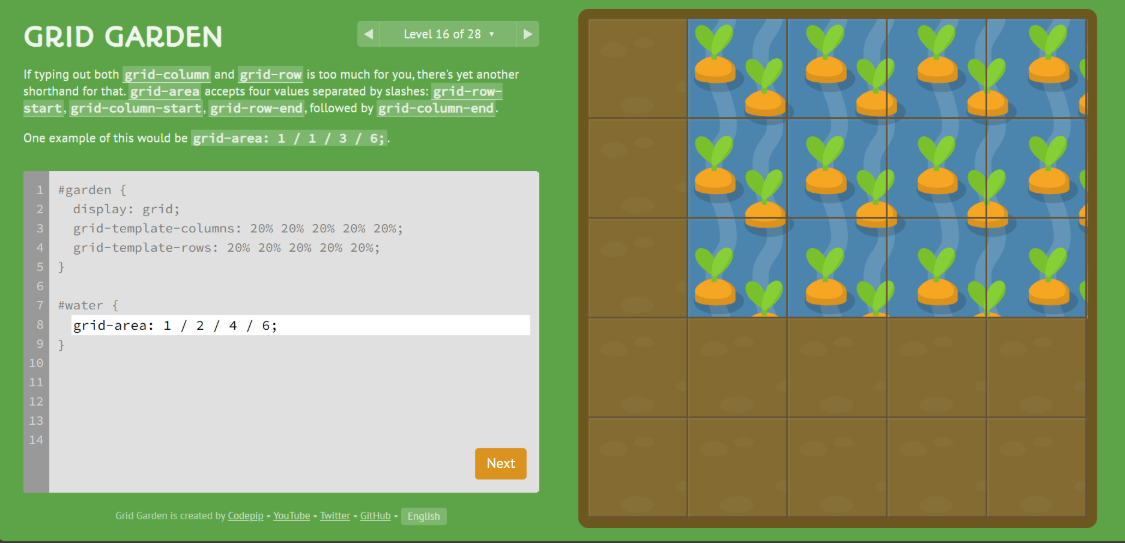 GRID GARDEN
◀ Level 16 of 28 ▾ ▶
If typing out both grid-column and grid-row is too much for you, there's yet another
shorthand for that. grid-area accepts four values separated by slashes: grid-row-
start, grid-column-start, grid-row-end, followed by grid-column-end.
One example of this would be grid-area: 1 / 1 / 3 / 6;.
1 #garden {
2 display: grid;
3 grid-template-columns: 20% 20% 20% 20% 20%;
4 grid-template-rows: 20% 20% 20% 20% 20%;
5 }
6
7 #water {
8 grid-area: 1 / 2 / 4 / 6;
9 }
10
11
12
13
14
Next
Grid Garden is created by Codepip • YouTube • Twitter • GitHub • English